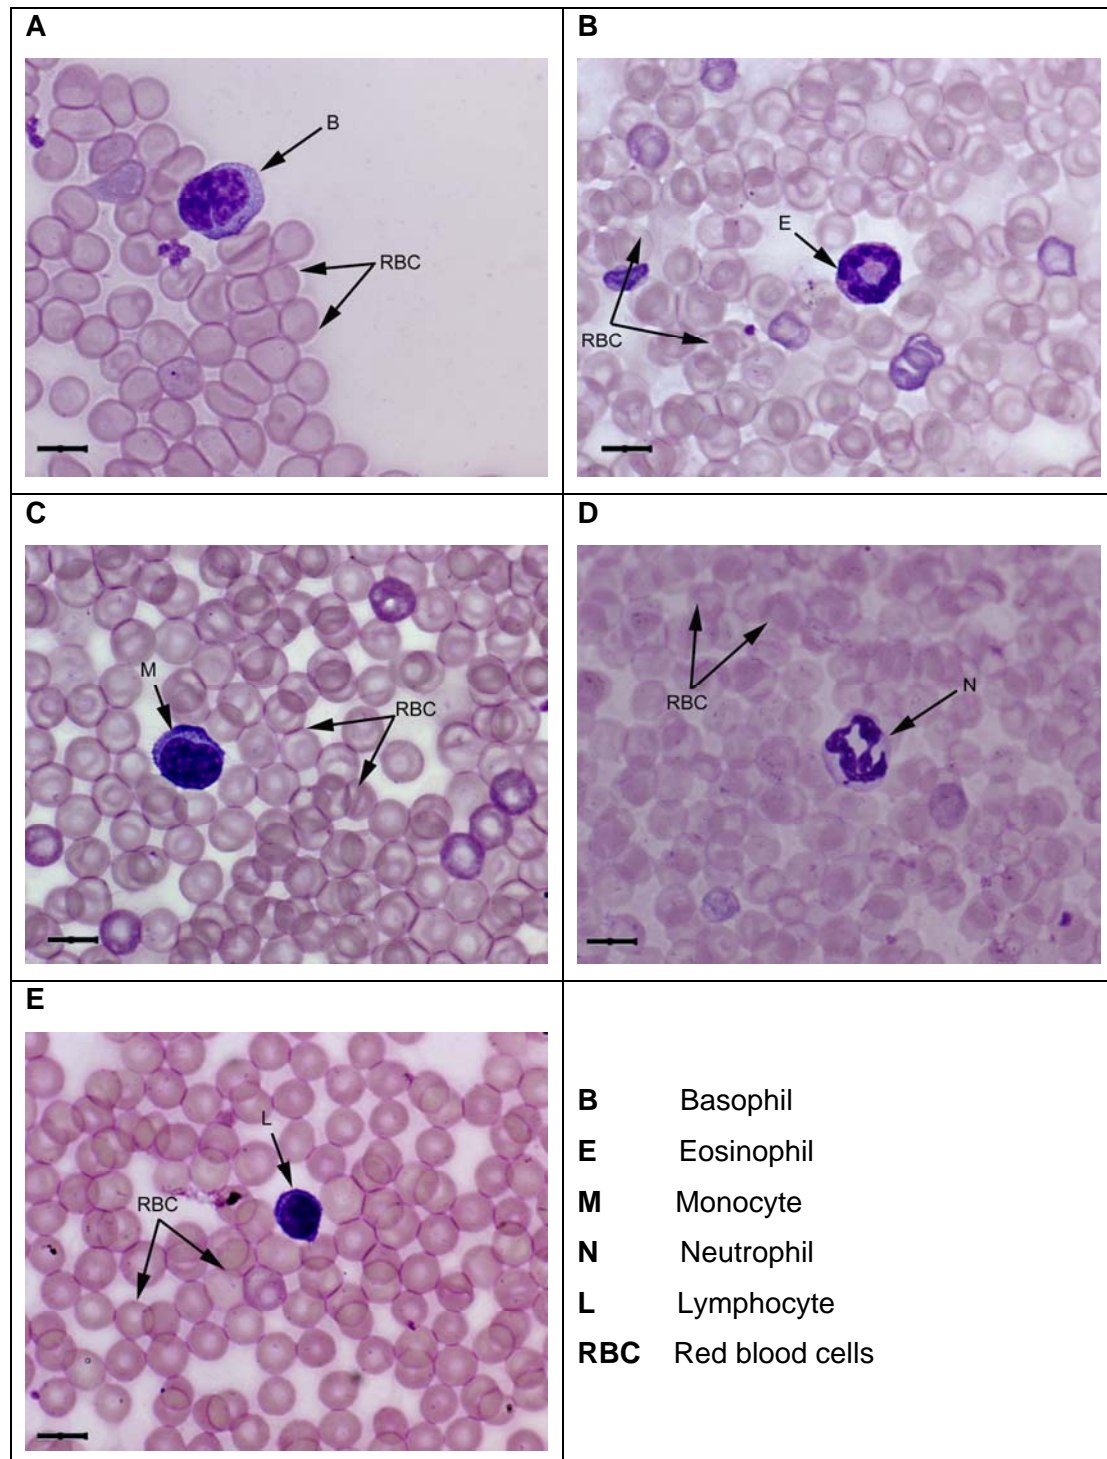 A
B
RBC
B
E
RBC
C
M
RBC
D
RBC
N
E
L
RBC
B Basophil
E Eosinophil
M Monocyte
N Neutrophil
L Lymphocyte
RBC Red blood cells